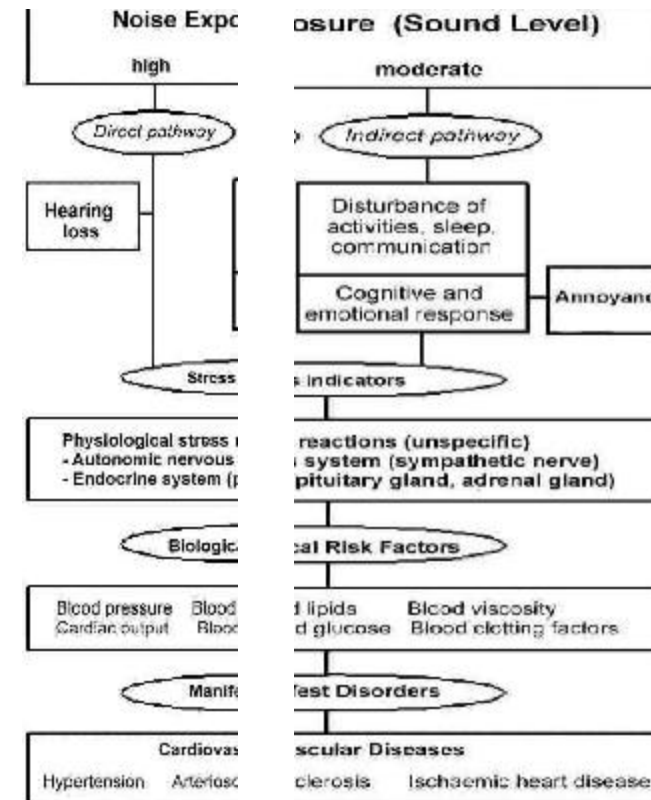 Noise Expo osure (Sound Level)
high moderate
Direct pathway Indirect pathway
Hearing
loss
Disturbance of
activities, sleep,
communication
Cognitive and
emotional response
Annoyanc
Stress s Indicators
Physiological stress r reactions (unspecific)
- Autonomic nervous s system (sympathetic nerve)
- Endocrine system (p pituitary gland, adrenal gland)
Biologic cal Risk Factors
Blood pressure Blood d lipids Blood viscosity
Cardiac output Blood d glucose Blood clotting factors
Manife fest Disorders
Cardiovas scular Diseases
Hypertension Arteriosc clerosis Ischaemic heart disease